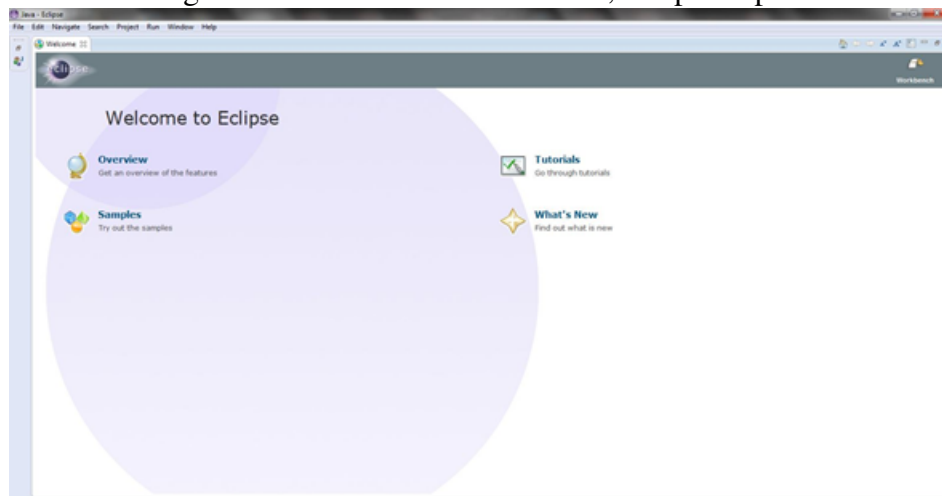 Java - Eclipse
File Edit Navigate Search Project Run Window Help
Welcome
eclipse
Workbench
Welcome to Eclipse
Overview
Get an overview of the features
Tutorials
Go through tutorials
Samples
Try out the samples
What's New
Find out what is new